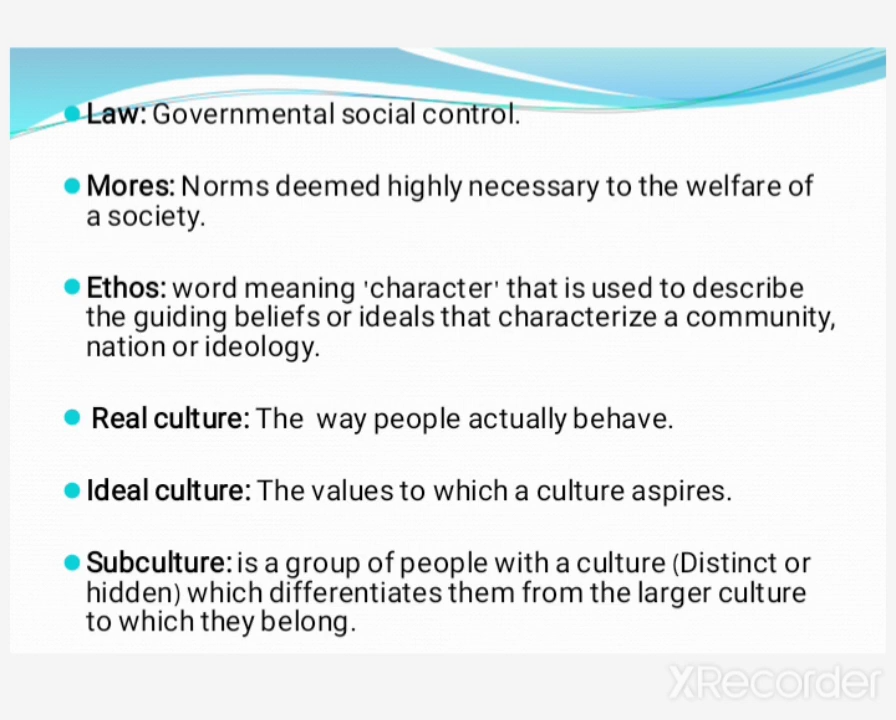 Law: Governmental social control.
Mores: Norms deemed highly necessary to the welfare of
a society.
Ethos: word meaning 'character' that is used to describe
the guiding beliefs or ideals that characterize a community,
nation or ideology.
Real culture: The way people actually behave.
Ideal culture: The values to which a culture aspires.
Subculture: is a group of people with a culture (Distinct or
hidden) which differentiates them from the larger culture
to which they belong.
XRecorder